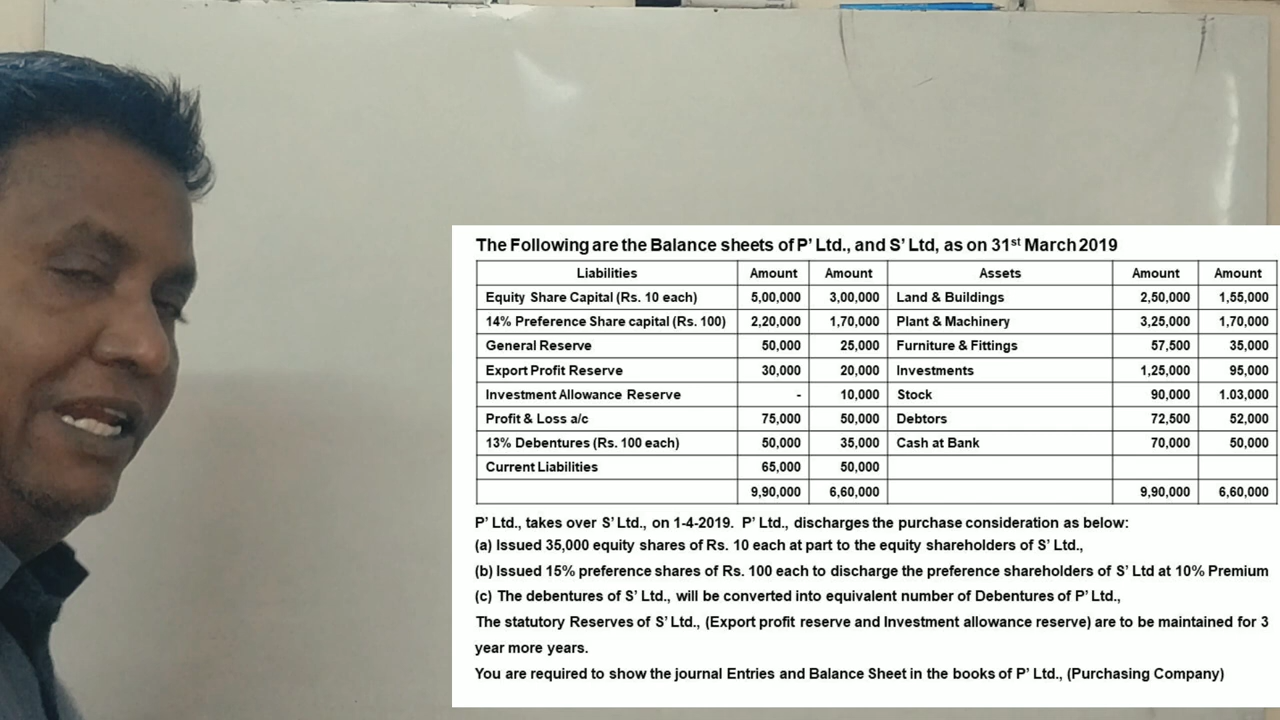 The Following are the Balance sheets of P' Ltd., and S' Ltd, as on 31st March 2019
Liabilities Amount Amount Assets Amount Amount
Equity Share Capital (Rs. 10 each) 5,00,000 3,00,000 Land & Buildings 2,50,000 1,55,000
14% Preference Share capital (Rs. 100) 2,20,000 1,70,000 Plant & Machinery 3,25,000 1,70,000
General Reserve 50,000 25,000 Furniture & Fittings 57,500 35,000
Export Profit Reserve 30,000 20,000 Investments 1,25,000 95,000
Investment Allowance Reserve - 10,000 Stock 90,000 1.03,000
Profit & Loss a/c 75,000 50,000 Debtors 72,500 52,000
13% Debentures (Rs. 100 each) 50,000 35,000 Cash at Bank 70,000 50,000
Current Liabilities 65,000 50,000
9,90,000 6,60,000 9,90,000 6,60,000
P' Ltd., takes over S' Ltd., on 1-4-2019. P' Ltd., discharges the purchase consideration as below:
(a) Issued 35,000 equity shares of Rs. 10 each at part to the equity shareholders of S' Ltd.,
(b) Issued 15% preference shares of Rs. 100 each to discharge the preference shareholders of S' Ltd at 10% Premium
(c) The debentures of S' Ltd., will be converted into equivalent number of Debentures of P' Ltd.,
The statutory Reserves of S' Ltd., (Export profit reserve and Investment allowance reserve) are to be maintained for 3
year more years.
You are required to show the journal Entries and Balance Sheet in the books of P' Ltd., (Purchasing Company)